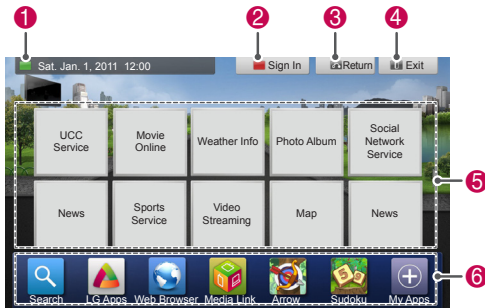 1 2 3 4
Sat. Jan. 1, 2011 12:00 Sign In Return Exit
UCC Service
Movie Online
Weather Info
Photo Album
Social Network Service
5
News
Sports Service
Video Streaming
Map
News
6
Search LG Apps Web Browser Media Link Arrow Sudoku My Apps